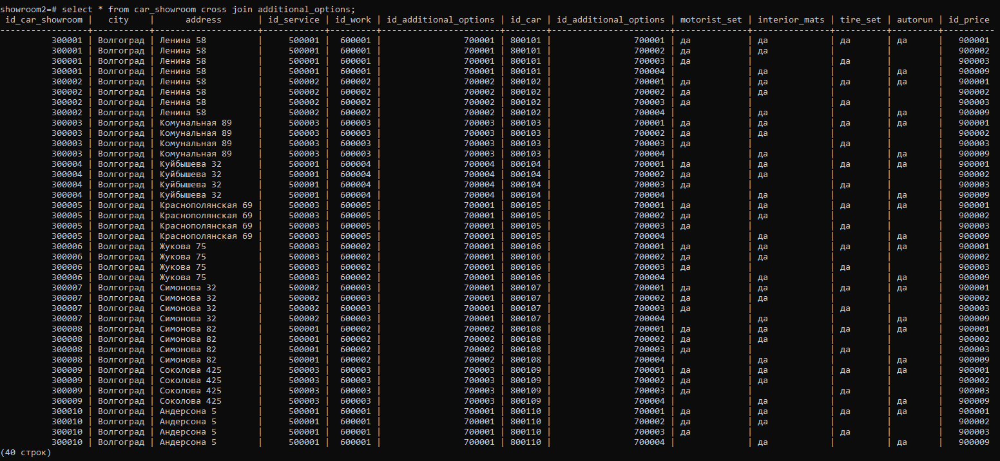 showroom2=# select * from car_showroom cross join additional_options;
 id_car_showroom |   city    |      address      | id_service | id_work | id_additional_options | id_car | id_additional_options | motorist_set | interior_mats | tire_set | autorun | id_price
-----------------+-----------+-------------------+------------+---------+-----------------------+--------+-----------------------+--------------+---------------+----------+---------+----------
300001 | Волгоград | Ленина 58 | 500001 | 600001 | 700001 | 800101 | 700001 | да | да | да | да | 900001
300001 | Волгоград | Ленина 58 | 500001 | 600001 | 700001 | 800101 | 700002 | да | да | | | 900002
300001 | Волгоград | Ленина 58 | 500001 | 600001 | 700001 | 800101 | 700003 | да | | да | | 900003
300001 | Волгоград | Ленина 58 | 500001 | 600001 | 700001 | 800101 | 700004 | | да | | да | 900009
300002 | Волгоград | Ленина 58 | 500002 | 600002 | 700002 | 800102 | 700001 | да | да | да | да | 900001
300002 | Волгоград | Ленина 58 | 500002 | 600002 | 700002 | 800102 | 700002 | да | да | | | 900002
300002 | Волгоград | Ленина 58 | 500002 | 600002 | 700002 | 800102 | 700003 | да | | да | | 900003
300002 | Волгоград | Ленина 58 | 500002 | 600002 | 700002 | 800102 | 700004 | | да | | да | 900009
300003 | Волгоград | Комунальная 89 | 500003 | 600003 | 700003 | 800103 | 700001 | да | да | да | да | 900001
300003 | Волгоград | Комунальная 89 | 500003 | 600003 | 700003 | 800103 | 700002 | да | да | | | 900002
300003 | Волгоград | Комунальная 89 | 500003 | 600003 | 700003 | 800103 | 700003 | да | | да | | 900003
300003 | Волгоград | Комунальная 89 | 500003 | 600003 | 700003 | 800103 | 700004 | | да | | да | 900009
300004 | Волгоград | Куйбышева 32 | 500001 | 600004 | 700004 | 800104 | 700001 | да | да | да | да | 900001
300004 | Волгоград | Куйбышева 32 | 500001 | 600004 | 700004 | 800104 | 700002 | да | да | | | 900002
300004 | Волгоград | Куйбышева 32 | 500001 | 600004 | 700004 | 800104 | 700003 | да | | да | | 900003
300004 | Волгоград | Куйбышева 32 | 500001 | 600004 | 700004 | 800104 | 700004 | | да | | да | 900009
300005 | Волгоград | Краснополянская 69 | 500003 | 600005 | 700001 | 800105 | 700001 | да | да | да | да | 900001
300005 | Волгоград | Краснополянская 69 | 500003 | 600005 | 700001 | 800105 | 700002 | да | да | | | 900002
300005 | Волгоград | Краснополянская 69 | 500003 | 600005 | 700001 | 800105 | 700003 | да | | да | | 900003
300005 | Волгоград | Краснополянская 69 | 500003 | 600005 | 700001 | 800105 | 700004 | | да | | да | 900009
300006 | Волгоград | Жукова 75 | 500003 | 600002 | 700001 | 800106 | 700001 | да | да | да | да | 900001
300006 | Волгоград | Жукова 75 | 500003 | 600002 | 700001 | 800106 | 700002 | да | да | | | 900002
300006 | Волгоград | Жукова 75 | 500003 | 600002 | 700001 | 800106 | 700003 | да | | да | | 900003
300006 | Волгоград | Жукова 75 | 500003 | 600002 | 700001 | 800106 | 700004 | | да | | да | 900009
300007 | Волгоград | Симонова 32 | 500002 | 600003 | 700001 | 800107 | 700001 | да | да | да | да | 900001
300007 | Волгоград | Симонова 32 | 500002 | 600003 | 700001 | 800107 | 700002 | да | да | | | 900002
300007 | Волгоград | Симонова 32 | 500002 | 600003 | 700001 | 800107 | 700003 | да | | да | | 900003
300007 | Волгоград | Симонова 32 | 500002 | 600003 | 700001 | 800107 | 700004 | | да | | да | 900009
300008 | Волгоград | Симонова 82 | 500001 | 600002 | 700002 | 800108 | 700001 | да | да | да | да | 900001
300008 | Волгоград | Симонова 82 | 500001 | 600002 | 700002 | 800108 | 700002 | да | да | | | 900002
300008 | Волгоград | Симонова 82 | 500001 | 600002 | 700002 | 800108 | 700003 | да | | да | | 900003
300008 | Волгоград | Симонова 82 | 500001 | 600002 | 700002 | 800108 | 700004 | | да | | да | 900009
300009 | Волгоград | Соколова 425 | 500003 | 600003 | 700003 | 800109 | 700001 | да | да | да | да | 900001
300009 | Волгоград | Соколова 425 | 500003 | 600003 | 700003 | 800109 | 700002 | да | да | | | 900002
300009 | Волгоград | Соколова 425 | 500003 | 600003 | 700003 | 800109 | 700003 | да | | да | | 900003
300009 | Волгоград | Соколова 425 | 500003 | 600003 | 700003 | 800109 | 700004 | | да | | да | 900009
300010 | Волгоград | Андерсона 5 | 500001 | 600001 | 700001 | 800110 | 700001 | да | да | да | да | 900001
300010 | Волгоград | Андерсона 5 | 500001 | 600001 | 700001 | 800110 | 700002 | да | да | | | 900002
300010 | Волгоград | Андерсона 5 | 500001 | 600001 | 700001 | 800110 | 700003 | да | | да | | 900003
300010 | Волгоград | Андерсона 5 | 500001 | 600001 | 700001 | 800110 | 700004 | | да | | да | 900009
(40 строк)